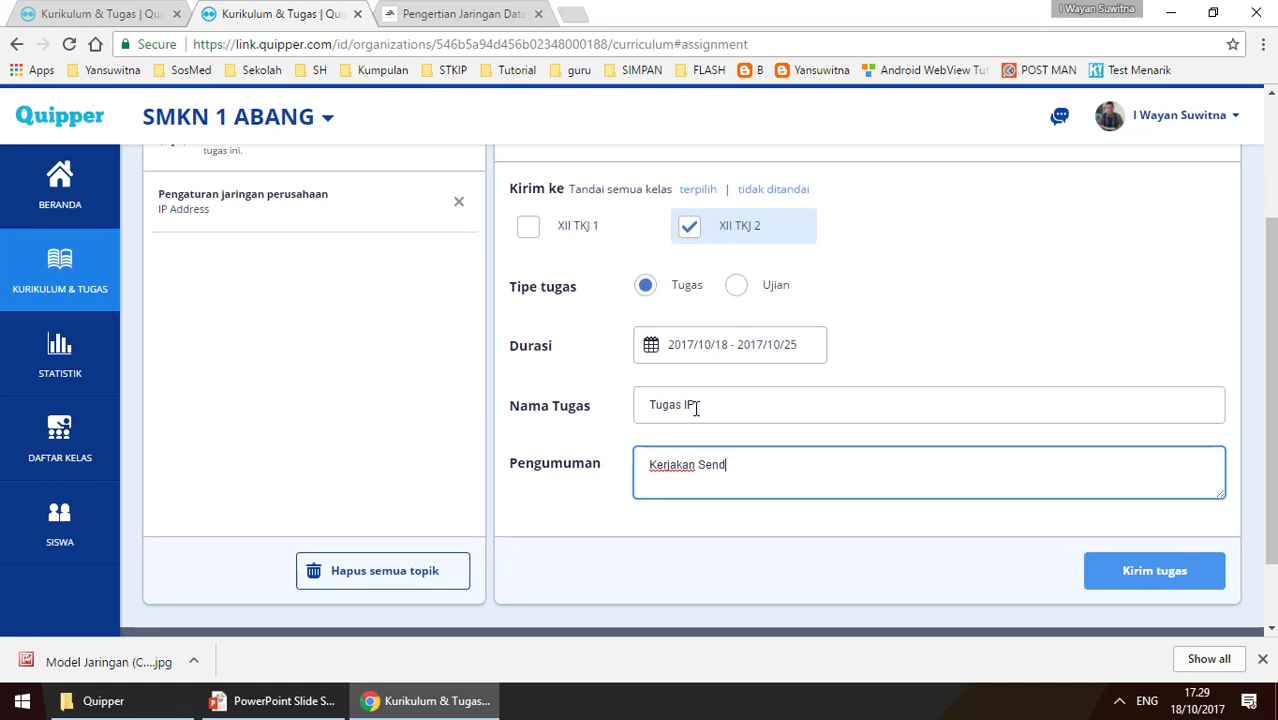 Kurikulum & Tugas | Qu
Kurikulum & Tugas | Quip
Pengertian Jaringan Data
I Wayan Suwitna
Secure
https://link.quipper.com/id/organizations/546b5a94d456b02348000188/curriculum#assignment
Apps Yansuwitna SosMed Sekolah SH Kumpulan STKIP Tutorial guru SIMPAN FLASH B Yansuwitna Android WebView Tut POST MAN Test Menarik
Quipper
SMKN 1 ABANG
I Wayan Suwitna
BERANDA
KURIKULUM & TUGAS
STATISTIK
DAFTAR KELAS
SISWA
tugas ini.
Pengaturan jaringan perusahaan
IP Address
Hapus semua topik
Kirim ke Tandai semua kelas terpilih | tidak ditandai
XII TKJ 1 XII TKJ 2
Tipe tugas Tugas Ujian
Durasi 2017/10/18 - 2017/10/25
Nama Tugas Tugas IP
Pengumuman Kerjakan Send
Kirim tugas
Model Jaringan (C....jpg
Show all
Quipper
PowerPoint Slide S...
Kurikulum & Tugas...
ENG
17.29
18/10/2017